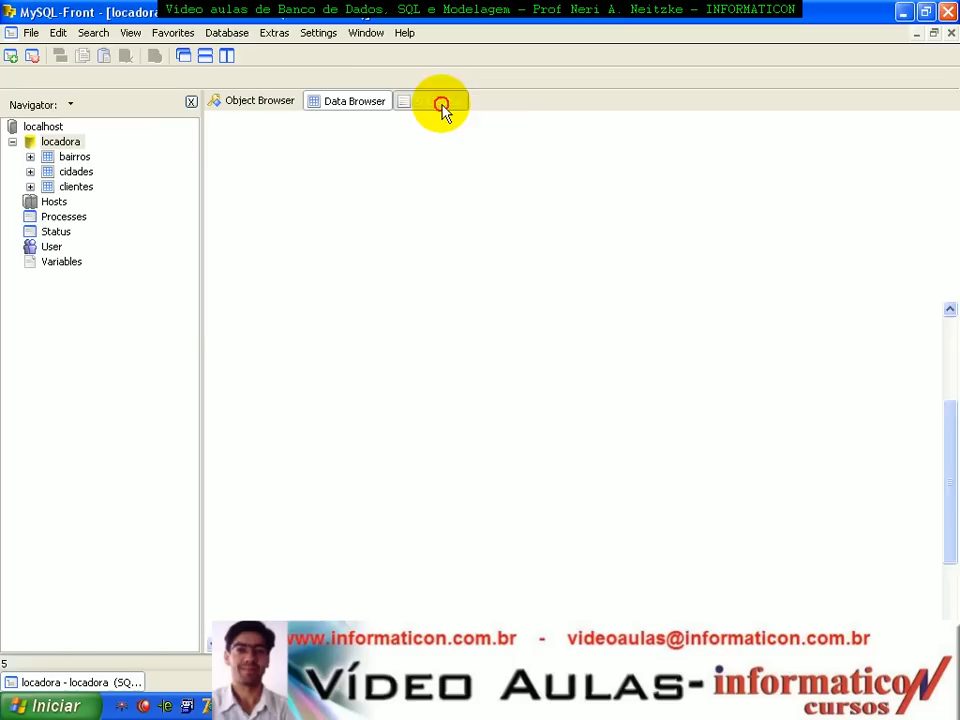 MySQL-Front - [locadora
Vídeo aulas de Banco de Dados, SQL e Modelagem – Prof Neri A. Neitzke – INFORMATICON
File Edit Search View Favorites Database Extras Settings Window Help
Navigator:
Object Browser
Data Browser
localhost
locadora
bairros
cidades
clientes
Hosts
Processes
Status
User
Variables
www.informaticon.com.br - videoaulas@informaticon.com.br
Vídeo Aulas- informaticon
cursos
5
locadora - locadora (SQ...
Iniciar